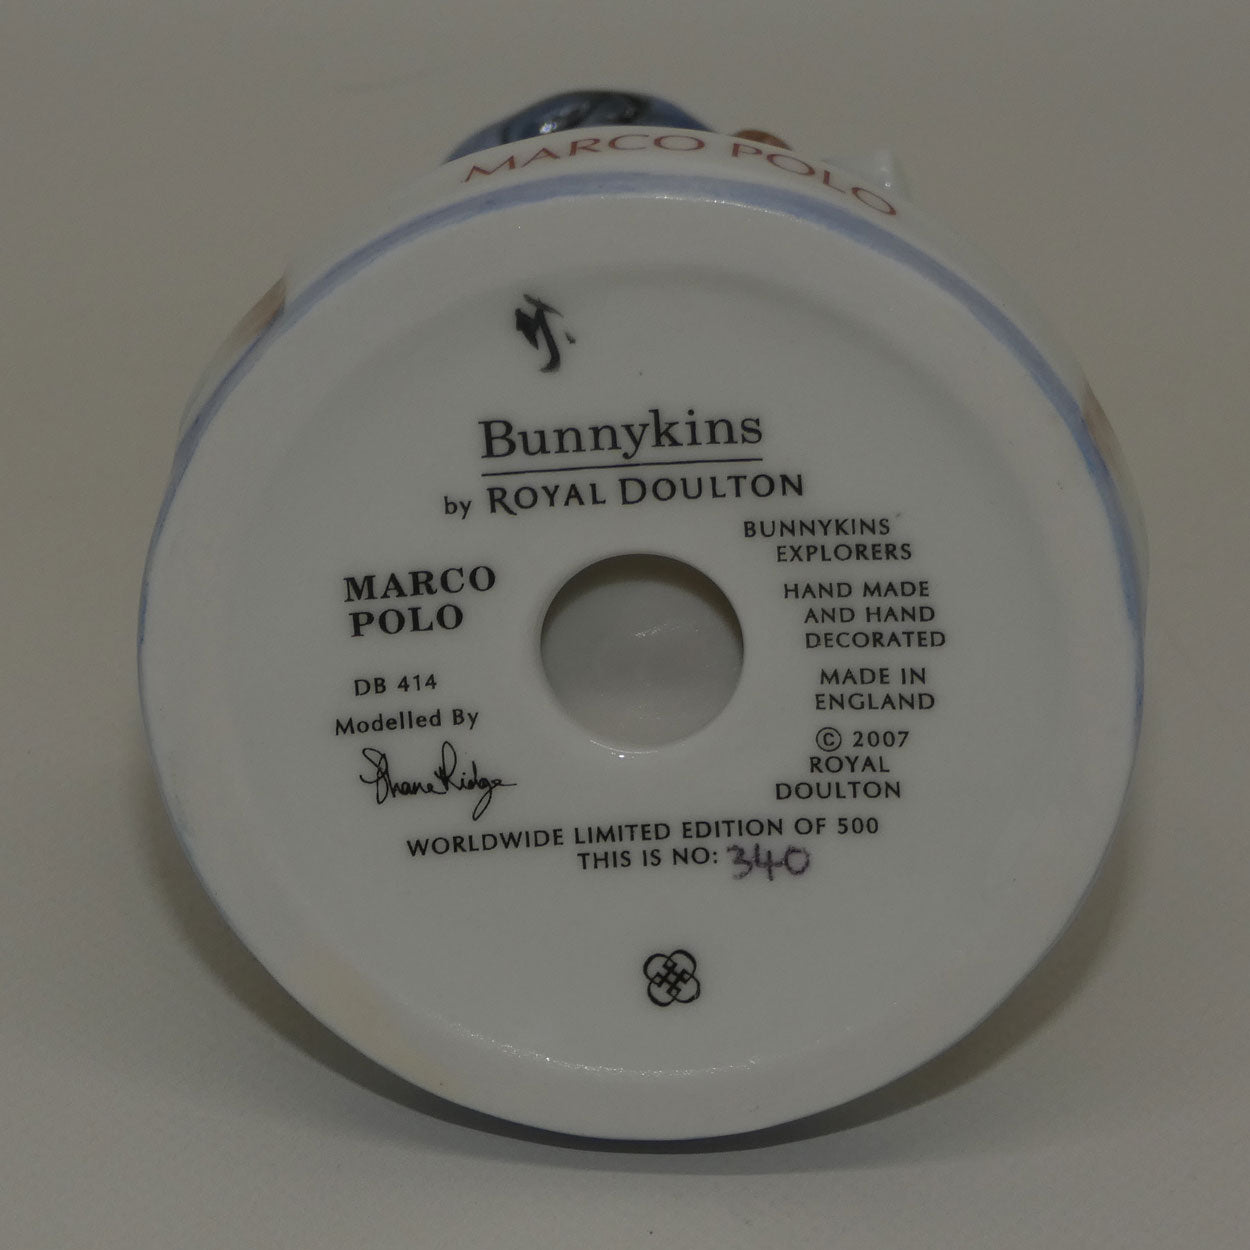 MARCO POLO
Bunnykins
by ROYAL DOULTON
MARCO
POLO
DB 414
Modelled By
Shane Ridge
BUNNYKINS
EXPLORERS
HAND MADE
AND HAND
DECORATED
MADE IN
ENGLAND
© 2007
ROYAL
DOULTON
WORLDWIDE LIMITED EDITION OF 500
THIS IS NO: 340